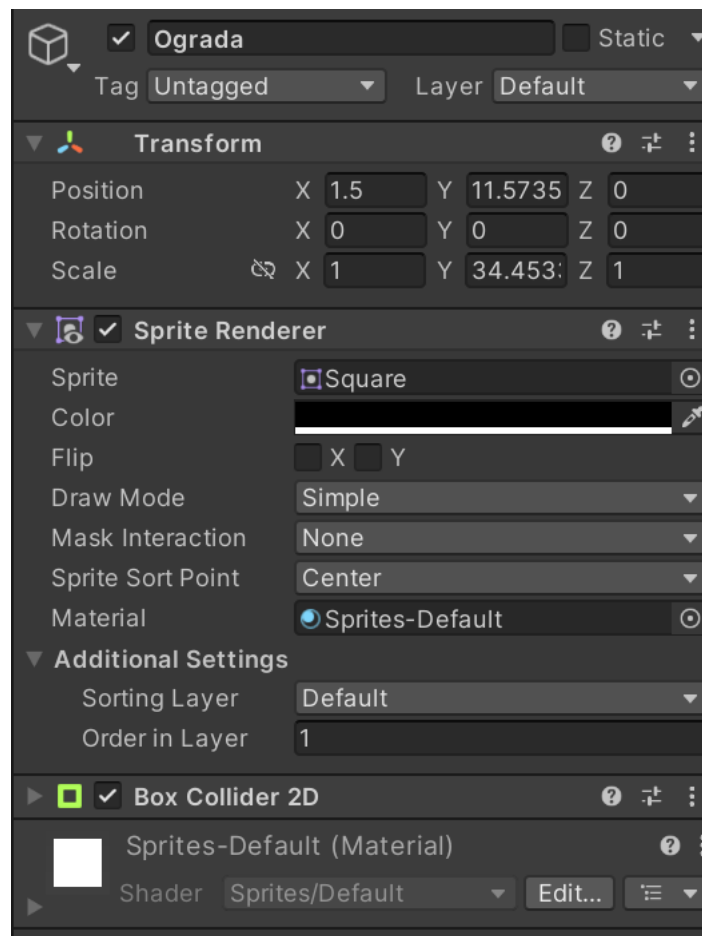 Ograda Static
Tag Untagged Layer Default
Transform
Position X 1.5 Y 11.5735 Z 0
Rotation X 0 Y 0 Z 0
Scale X 1 Y 34.453 Z 1
Sprite Renderer
Sprite Square
Color
Flip X Y
Draw Mode Simple
Mask Interaction None
Sprite Sort Point Center
Material Sprites-Default
Additional Settings
Sorting Layer Default
Order in Layer 1
Box Collider 2D
Sprites-Default (Material)
Shader Sprites/Default Edit...